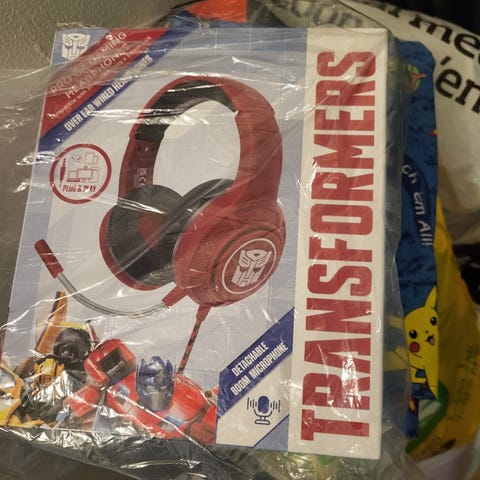 PRO GAMING
HEADPHONES
OVER EAR WIRED HEADPHONES
PLUG & PLAY
TRANSFORMERS
DETACHABLE
BOOM MICROPHONE
ch 'em All!